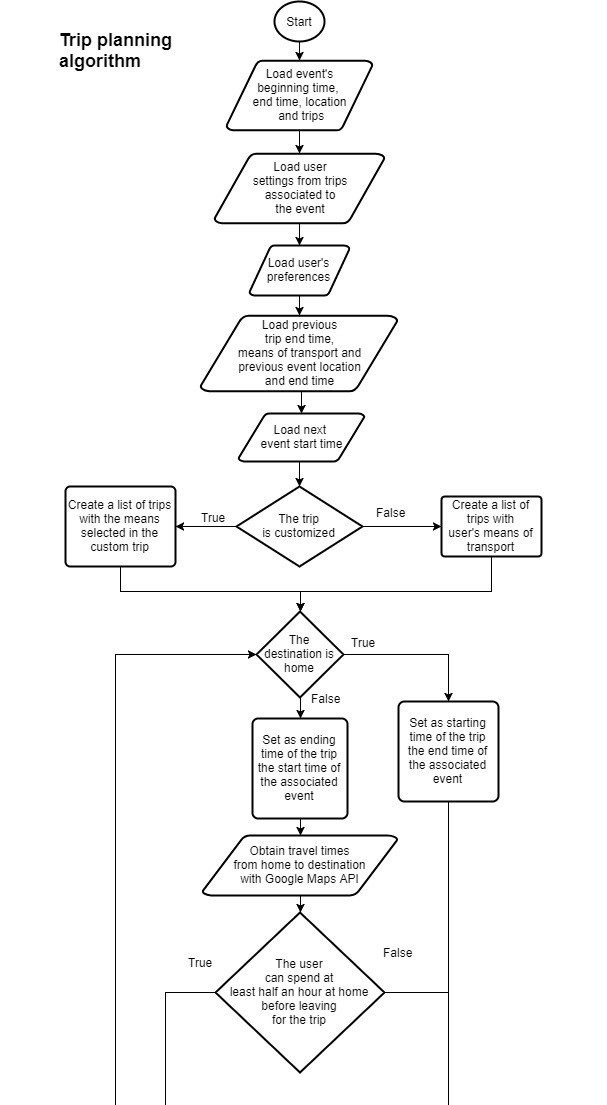 Start
Trip planning
algorithm
Load event's
beginning time,
end time, location
and trips
Load user
settings from trips
associated to
the event
Load user's
preferences
Load previous
trip end time,
means of transport and
previous event location
and end time
Load next
event start time
Create a list of trips
with the means
selected in the
custom trip
True
The trip
is customized
False
Create a list of
trips with
user's means of
transport
The
destination is
home
True
False
Set as ending
time of the trip
the start time of
the associated
event
Set as starting
time of the trip
the end time of
the associated
event
Obtain travel times
from home to destination
with Google Maps API
True
The user
can spend at
least half an hour at home
before leaving
for the trip
False